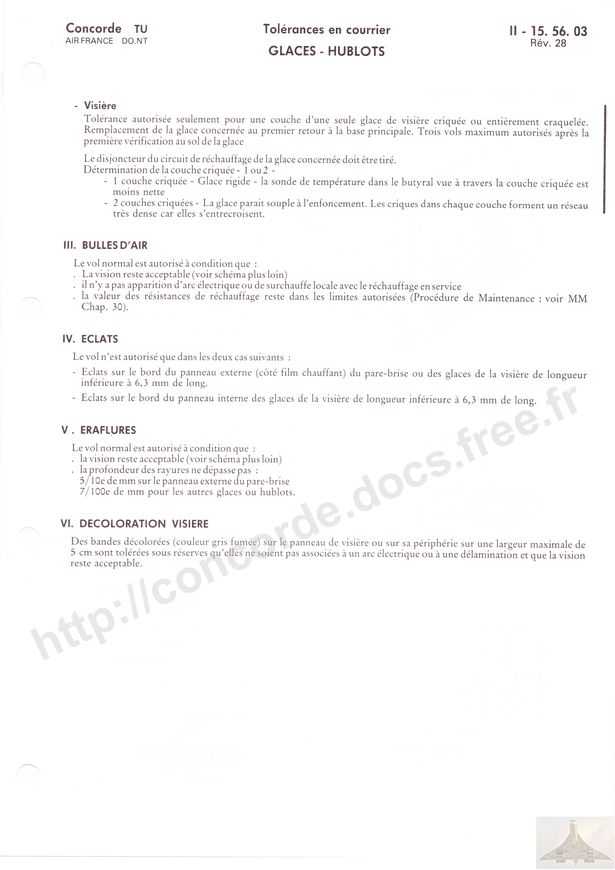 Concorde TU
AIR FRANCE DO.NT
Tolérances en courrier
GLACES - HUBLOTS
II - 15. 56. 03
Rév. 28
- Visière
Tolérance autorisée seulement pour une couche d'une seule glace de visière criquée ou entièrement craquelée.
Remplacement de la glace concernée au premier retour à la base principale. Trois vols maximum autorisés après la
première vérification au sol de la glace
Le disjoncteur du circuit de réchauffage de la glace concernée doit être tiré.
Détermination de la couche criquée - 1 ou 2 -
- 1 couche criquée - Glace rigide - la sonde de température dans le butyral vue à travers la couche criquée est
moins nette
- 2 couches criquées - La glace parait souple à l'enfoncement. Les criques dans chaque couche forment un réseau
très dense car elles s'entrecroisent.
III. BULLES D'AIR
Le vol normal est autorisé à condition que :
. La vision reste acceptable (voir schéma plus loin)
. il n'y a pas apparition d'arc électrique ou de surchauffe locale avec le réchauffage en service
. la valeur des résistances de réchauffage reste dans les limites autorisées (Procédure de Maintenance : voir MM
Chap. 30).
IV. ECLATS
Le vol n'est autorisé que dans les deux cas suivants :
- Eclats sur le bord du panneau externe (côté film chauffant) du pare-brise ou des glaces de la visière de longueur
inférieure à 6,3 mm de long.
- Eclats sur le bord du panneau interne des glaces de la visière de longueur inférieure à 6,3 mm de long.
V . ERAFLURES
Le vol normal est autorisé à condition que :
. la vision reste acceptable (voir schéma plus loin)
. la profondeur des rayures ne dépasse pas :
5/10e de mm sur le panneau externe du pare-brise
7/100e de mm pour les autres glaces ou hublots.
VI. DECOLORATION VISIERE
Des bandes décolorées (couleur gris fumée) sur le panneau de visière ou sur sa périphérie sur une largeur maximale de
5 cm sont tolérées sous réserves qu'elles ne soient pas associées à un arc électrique ou à une délamination et que la vision
reste acceptable.
http://concorde.docs.free.fr